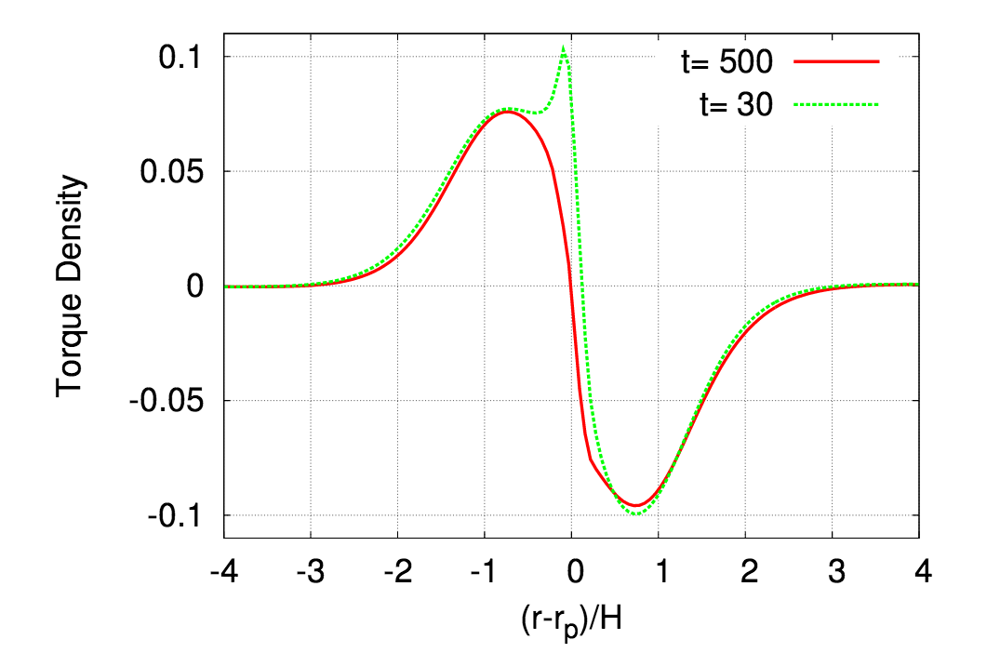 t= 500
t= 30
0.1
0.05
0
-0.05
-0.1
Torque Density
-4 -3 -2 -1 0 1 2 3 4
(r-rp)/H